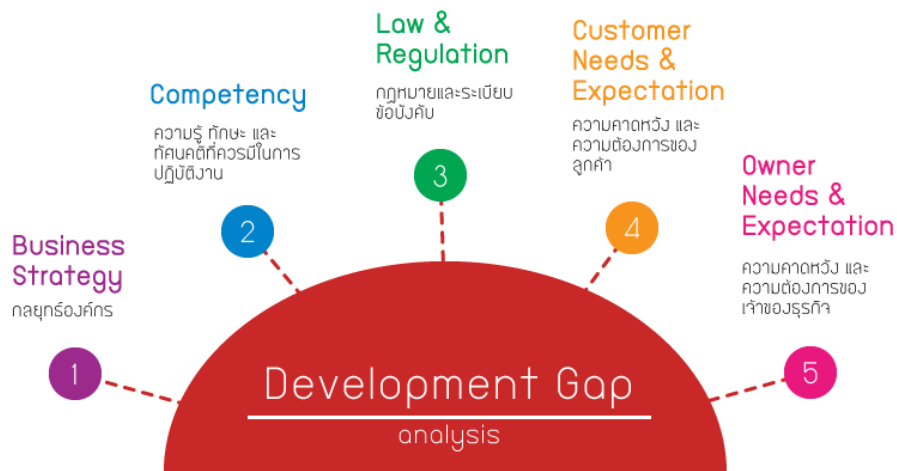 Business
Strategy
กลยุทธ์องค์กร
1
Competency
ความรู้ ทักษะ และ
ทัศนคติที่ควรมีในการ
ปฏิบัติงาน
2
Law &
Regulation
กฎหมายและระเบียบ
ข้อบังคับ
3
Customer
Needs &
Expectation
ความคาดหวัง และ
ความต้องการของ
ลูกค้า
4
Owner
Needs &
Expectation
ความคาดหวัง และ
ความต้องการของ
เจ้าของธุรกิจ
5
Development Gap
analysis